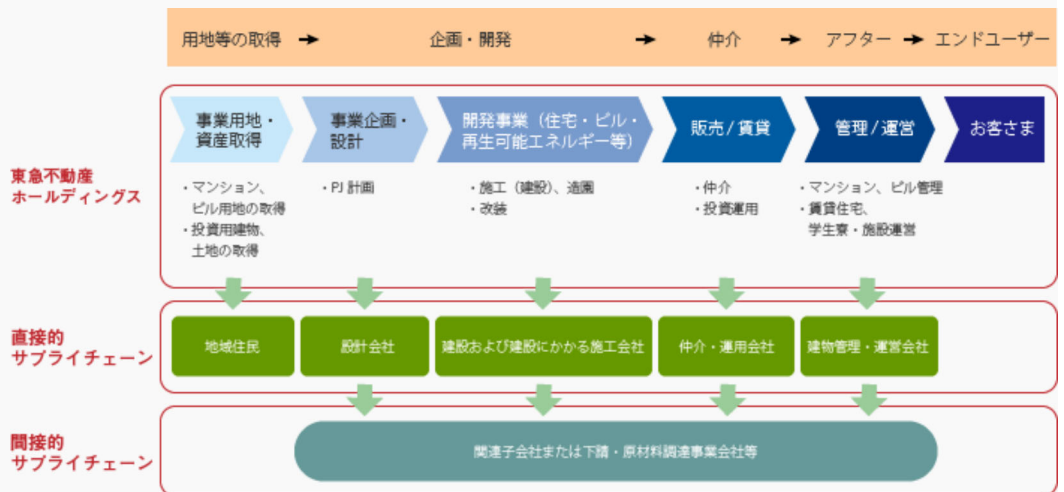 用地等の取得 → 企画・開発 → 仲介 → アフター → エンドユーザー
東急不動産
ホールディングス
事業用地・
資産取得
事業企画・
設計
開発事業（住宅・ビル・
再生可能エネルギー等）
販売/賃貸
管理/運営
お客さま
・マンション、
ビル用地の取得
・投資用建物、
土地の取得
・PJ計画
・施工（建設）、造園
・改装
・仲介
・投資運用
・マンション、ビル管理
・賃貸住宅、
学生寮・施設運営
直接的
サプライチェーン
地域住民
設計会社
建設および建設にかかる施工会社
仲介・運用会社
建物管理・運営会社
間接的
サプライチェーン
関連子会社または下請・原材料調達事業会社等